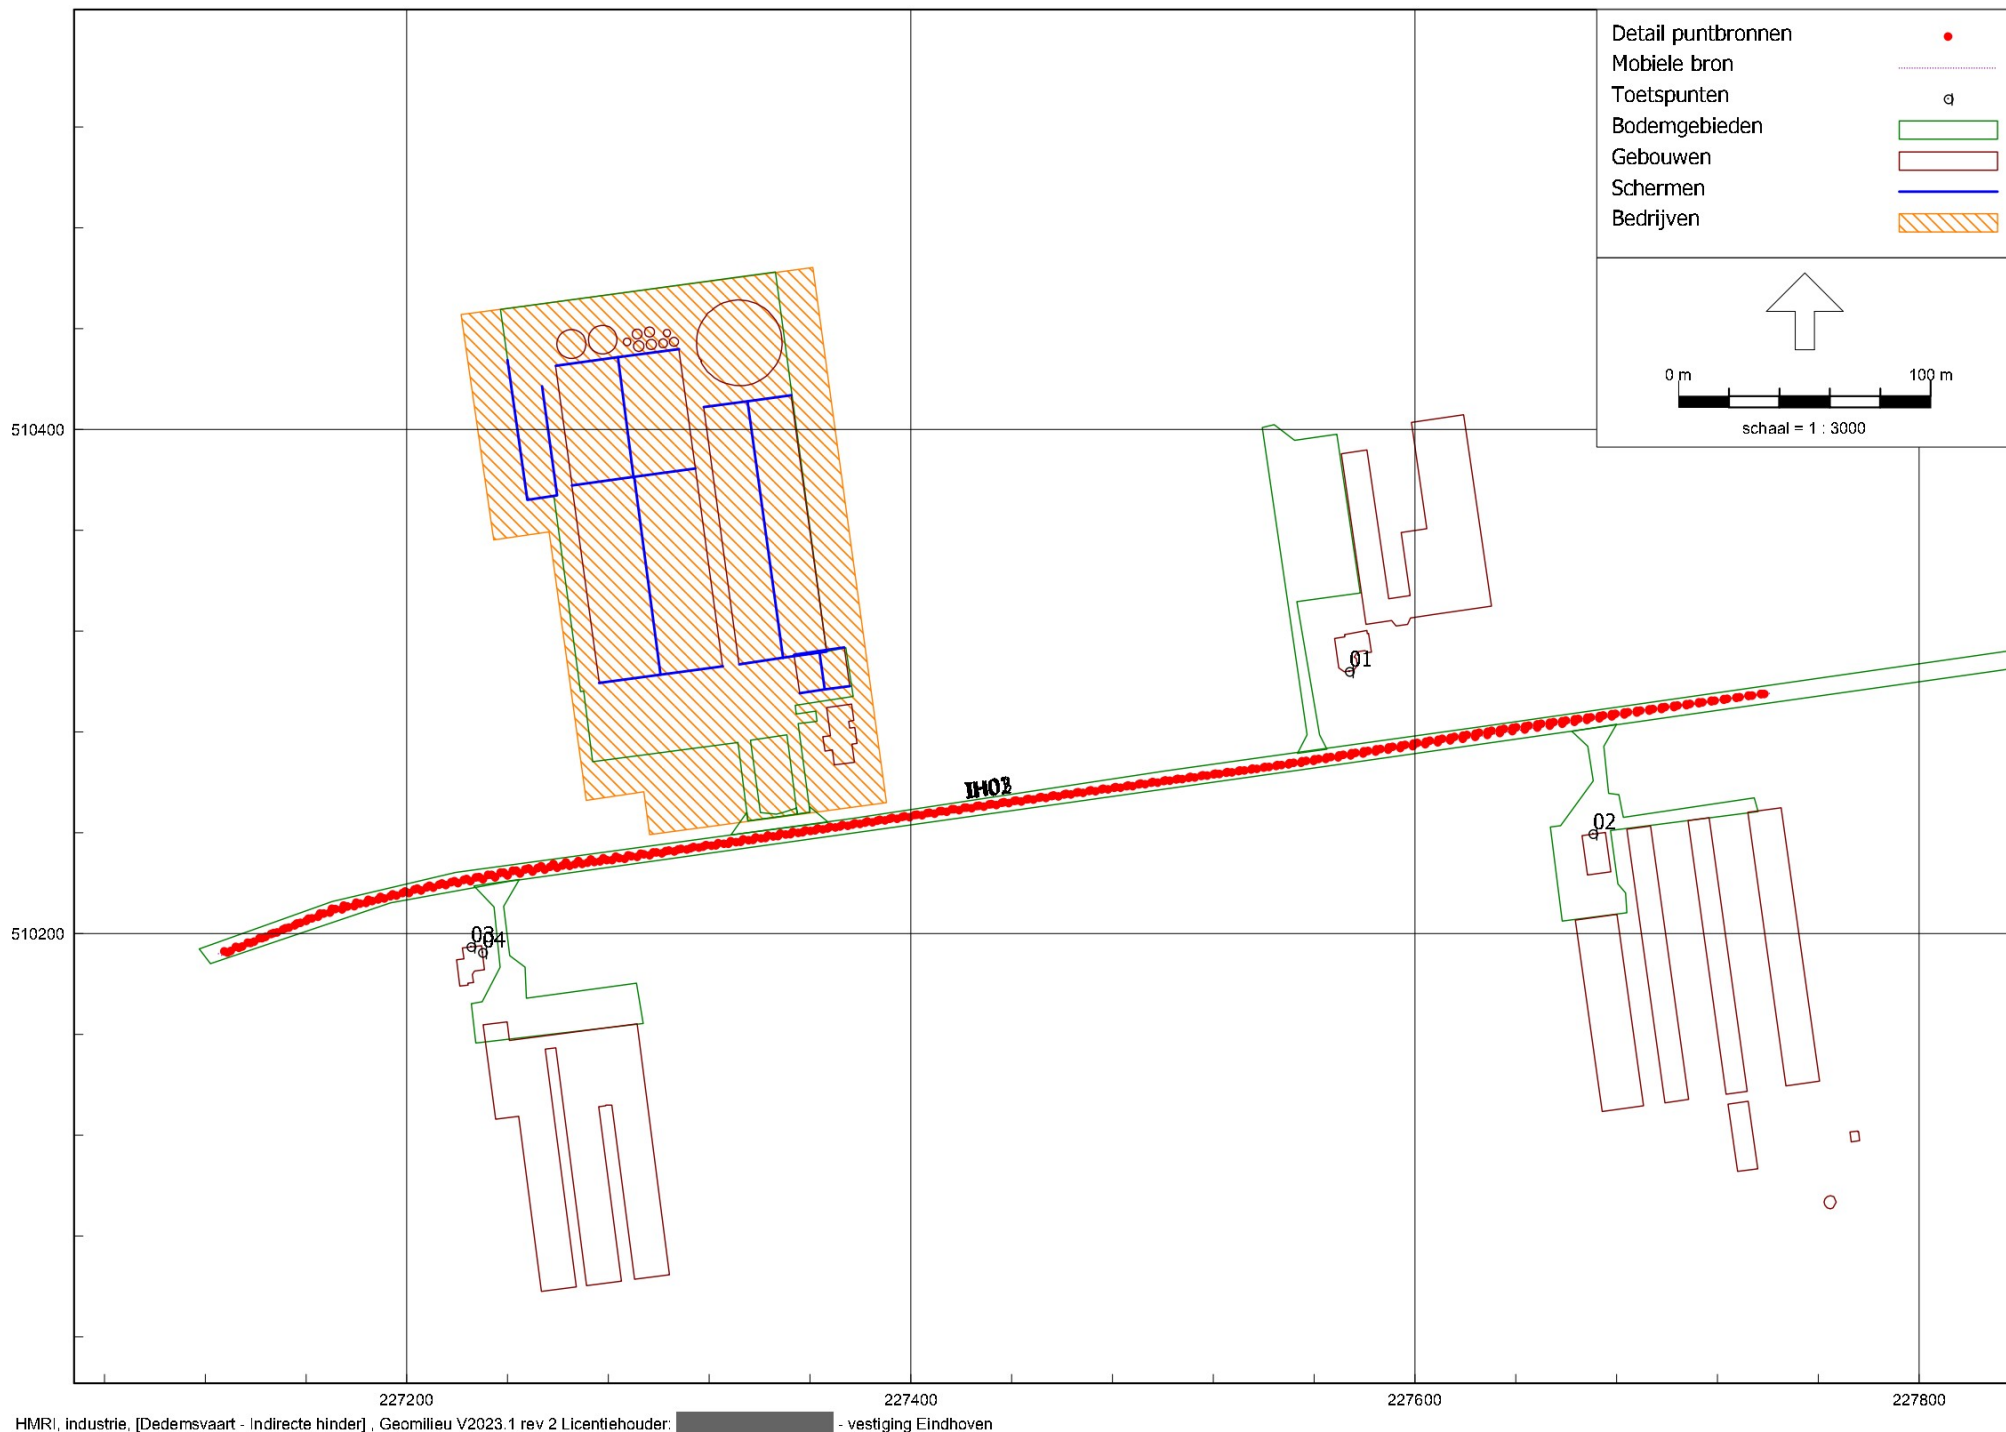 Detail puntbronnen
Mobiele bron
Toetspunten
Bodemgebieden
Gebouwen
Schermen
Bedrijven
0 m 100 m
schaal = 1 : 3000
510400
01
02
510200
03
04
227200 227400 227600 227800
HMRI, industrie, [Dedemsvaart - Indirecte hinder] , Geomilieu V2023.1 rev 2 Licentiehouder: - vestiging Eindhoven